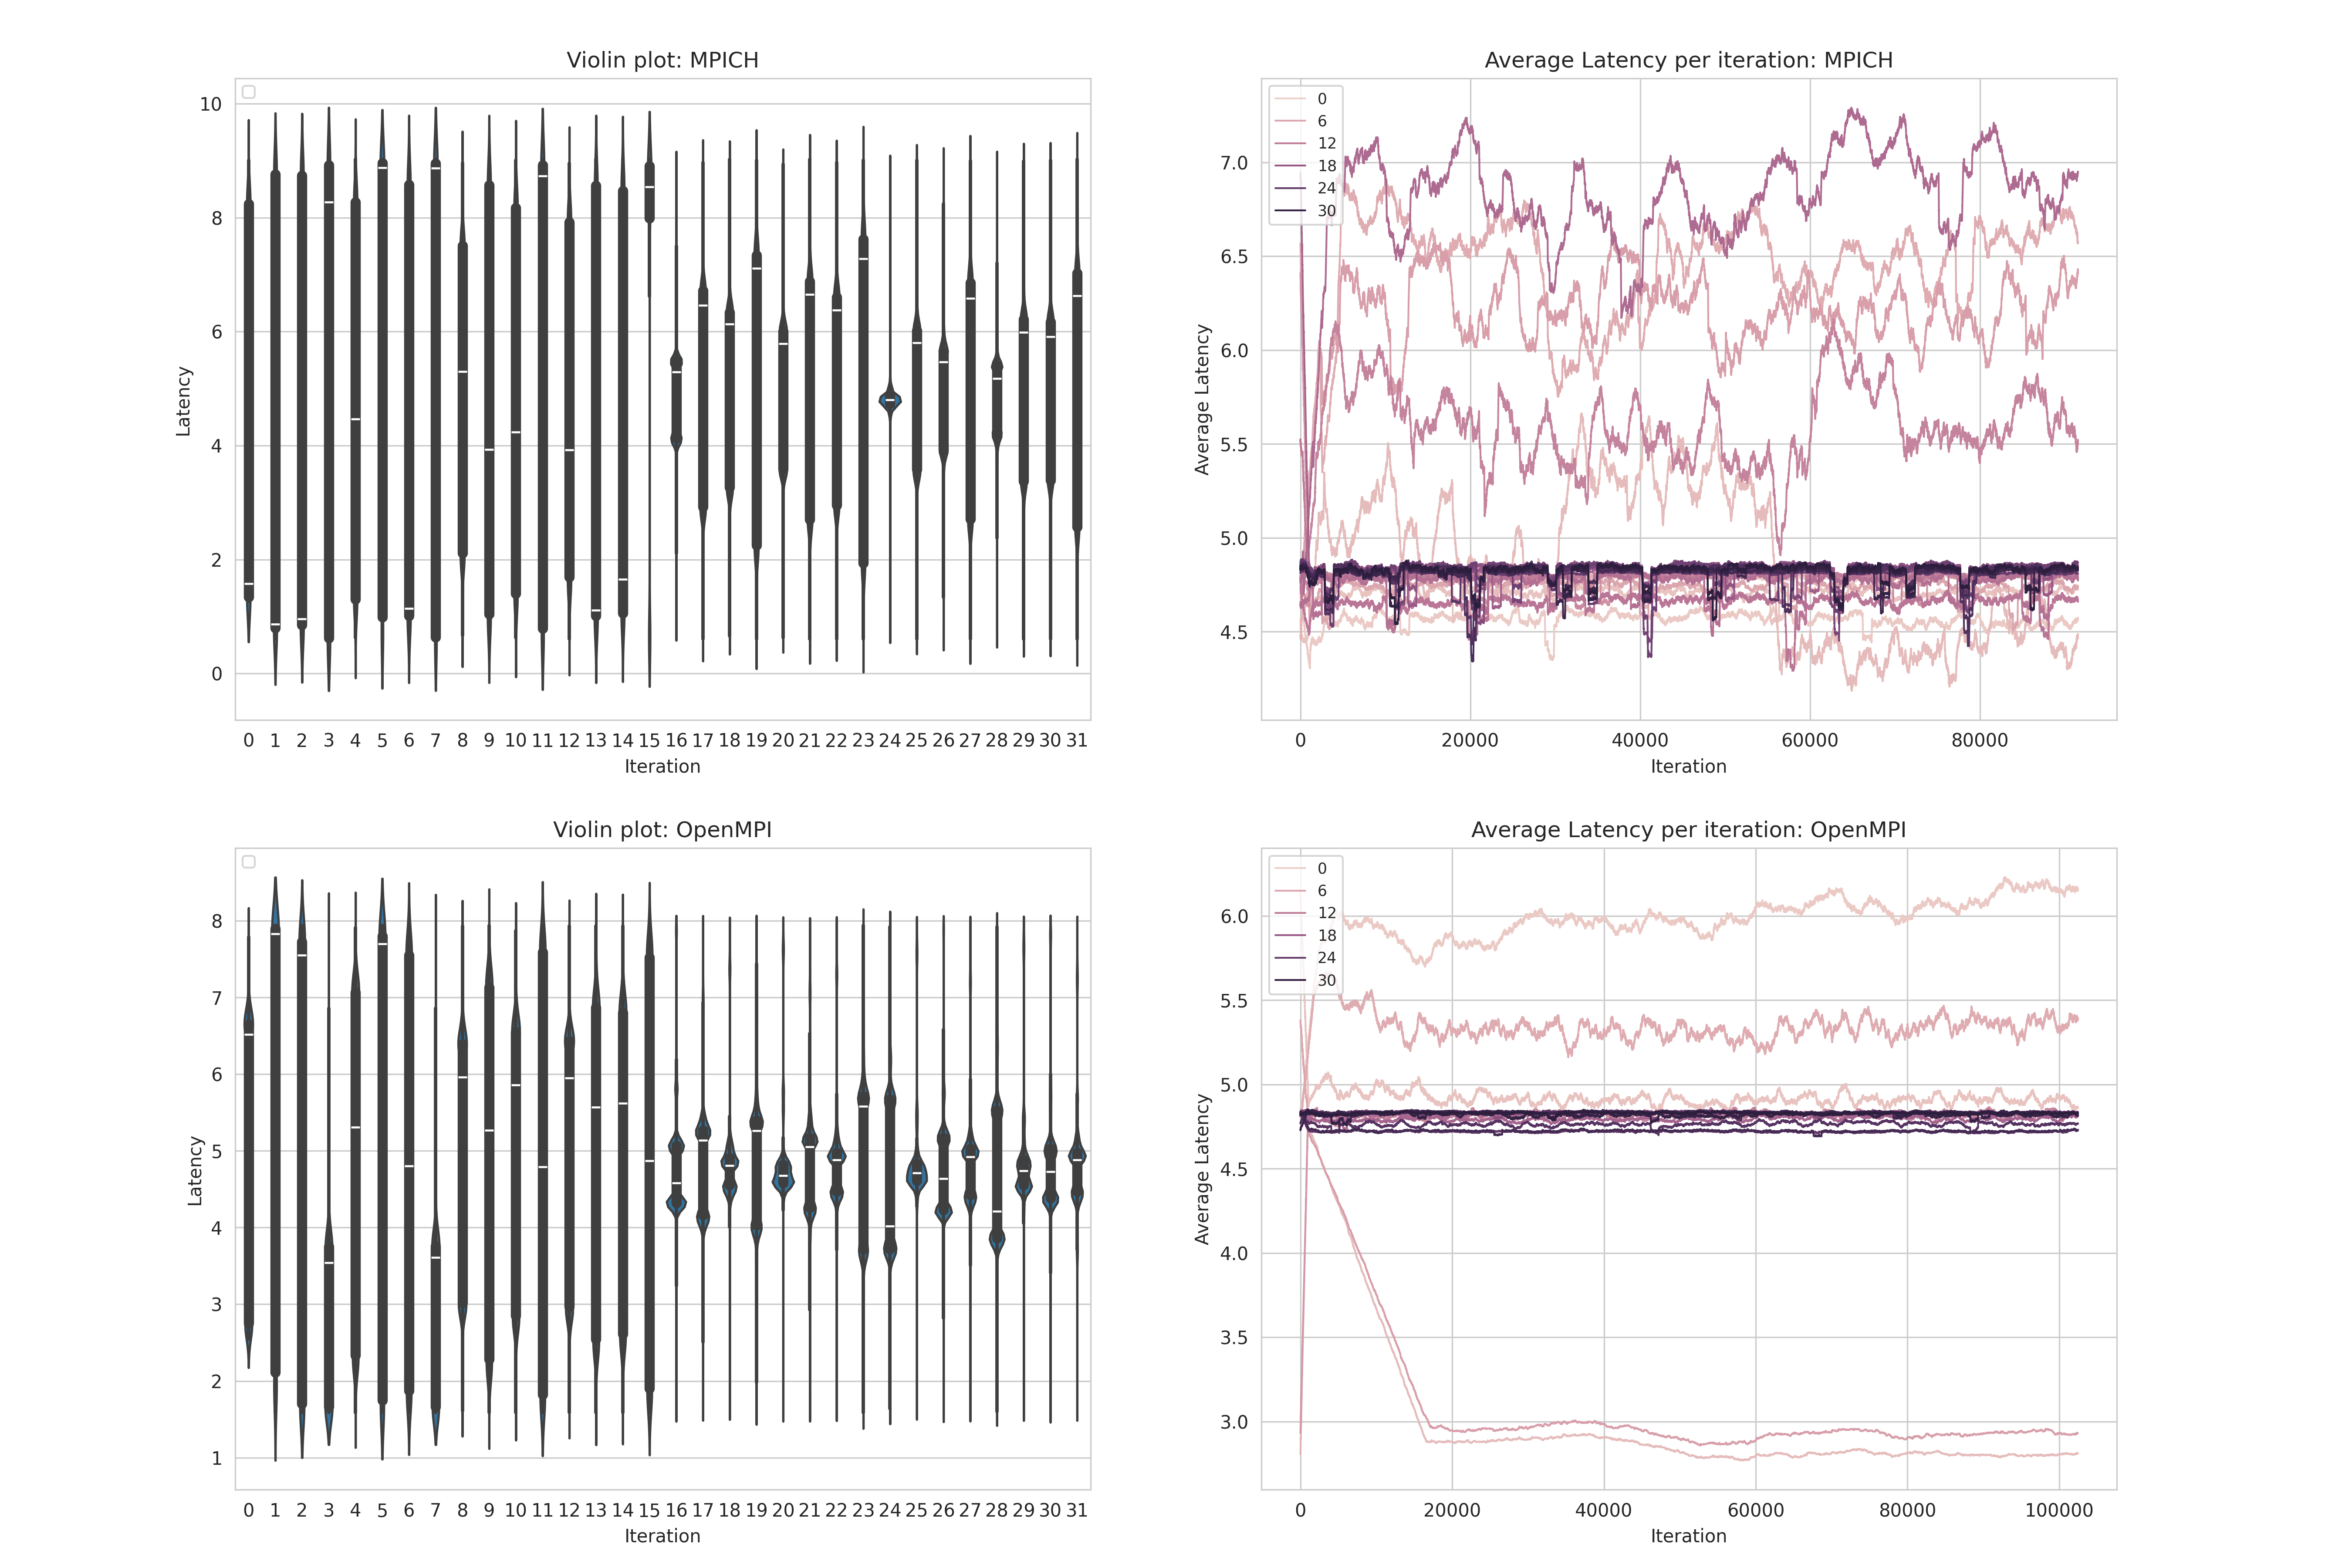 Violin plot: MPICH
10
8
6
4
2
0
Latency
0 1 2 3 4 5 6 7 8 9 10 11 12 13 14 15 16 17 18 19 20 21 22 23 24 25 26 27 28 29 30 31
Iteration
Average Latency per iteration: MPICH
0
6
12
18
24
30
7.0
6.5
6.0
5.5
5.0
4.5
Average Latency
0 20000 40000 60000 80000
Iteration
Violin plot: OpenMPI
8
7
6
5
4
3
2
1
Latency
0 1 2 3 4 5 6 7 8 9 10 11 12 13 14 15 16 17 18 19 20 21 22 23 24 25 26 27 28 29 30 31
Iteration
Average Latency per iteration: OpenMPI
0
6
12
18
24
30
6.0
5.5
5.0
4.5
4.0
3.5
3.0
Average Latency
0 20000 40000 60000 80000 100000
Iteration